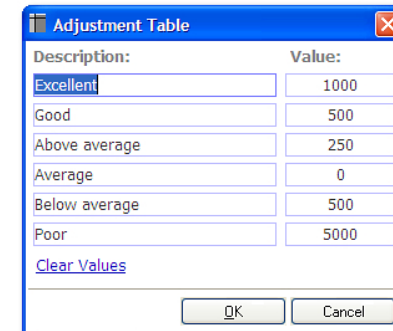 Adjustment Table
Description: Value:
Excellent 1000
Good 500
Above average 250
Average 0
Below average 500
Poor 5000
Clear Values
OK Cancel